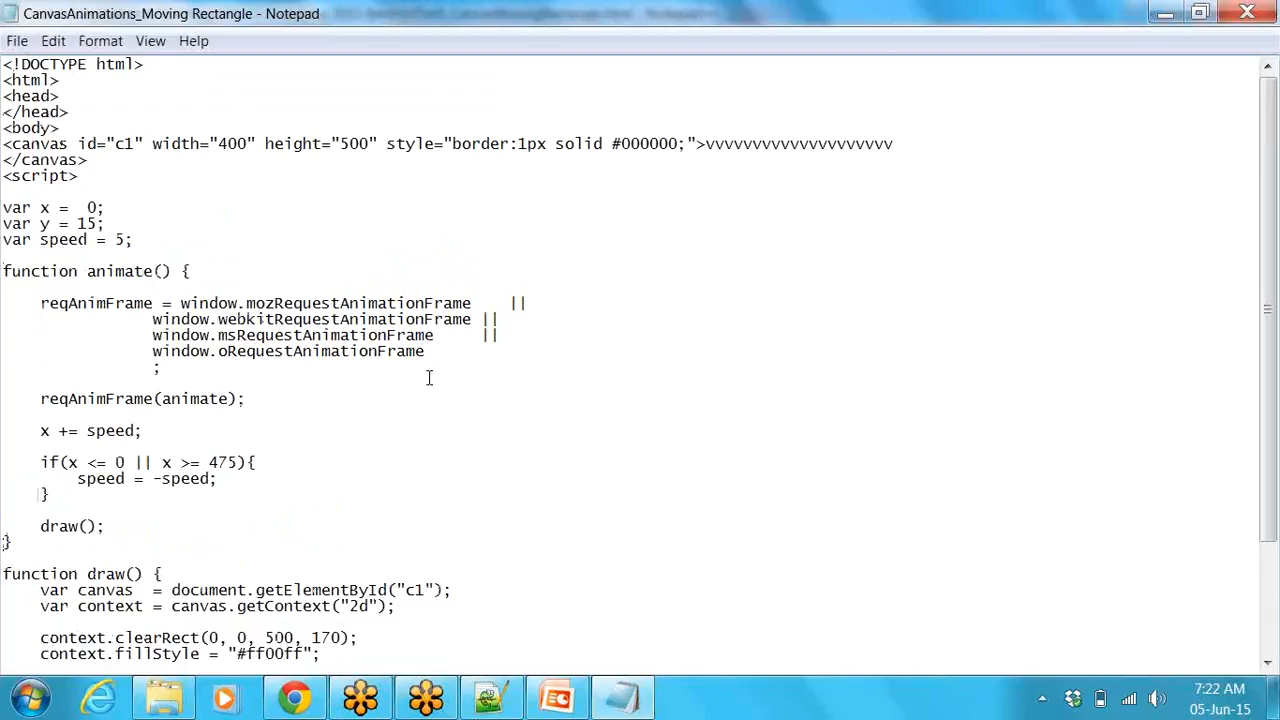 CanvasAnimations_Moving Rectangle - Notepad
File Edit Format View Help
<!DOCTYPE html>
<html>
<head>
</head>
<body>
<canvas id="c1" width="400" height="500" style="border:1px solid #000000;">vvvvvvvvvvvvvvvvvvvv
</canvas>
<script>
var x =  0;
var y = 15;
var speed = 5;
function animate() {
reqAnimFrame = window.mozRequestAnimationFrame    ||
window.webkitRequestAnimationFrame ||
window.msRequestAnimationFrame     ||
window.oRequestAnimationFrame
;
reqAnimFrame(animate);
x += speed;
if(x <= 0 || x >= 475){
speed = -speed;
}
draw();
}
function draw() {
var canvas  = document.getElementById("c1");
var context = canvas.getContext("2d");
context.clearRect(0, 0, 500, 170);
context.fillStyle = "#ff00ff";
7:22 AM
05-Jun-15